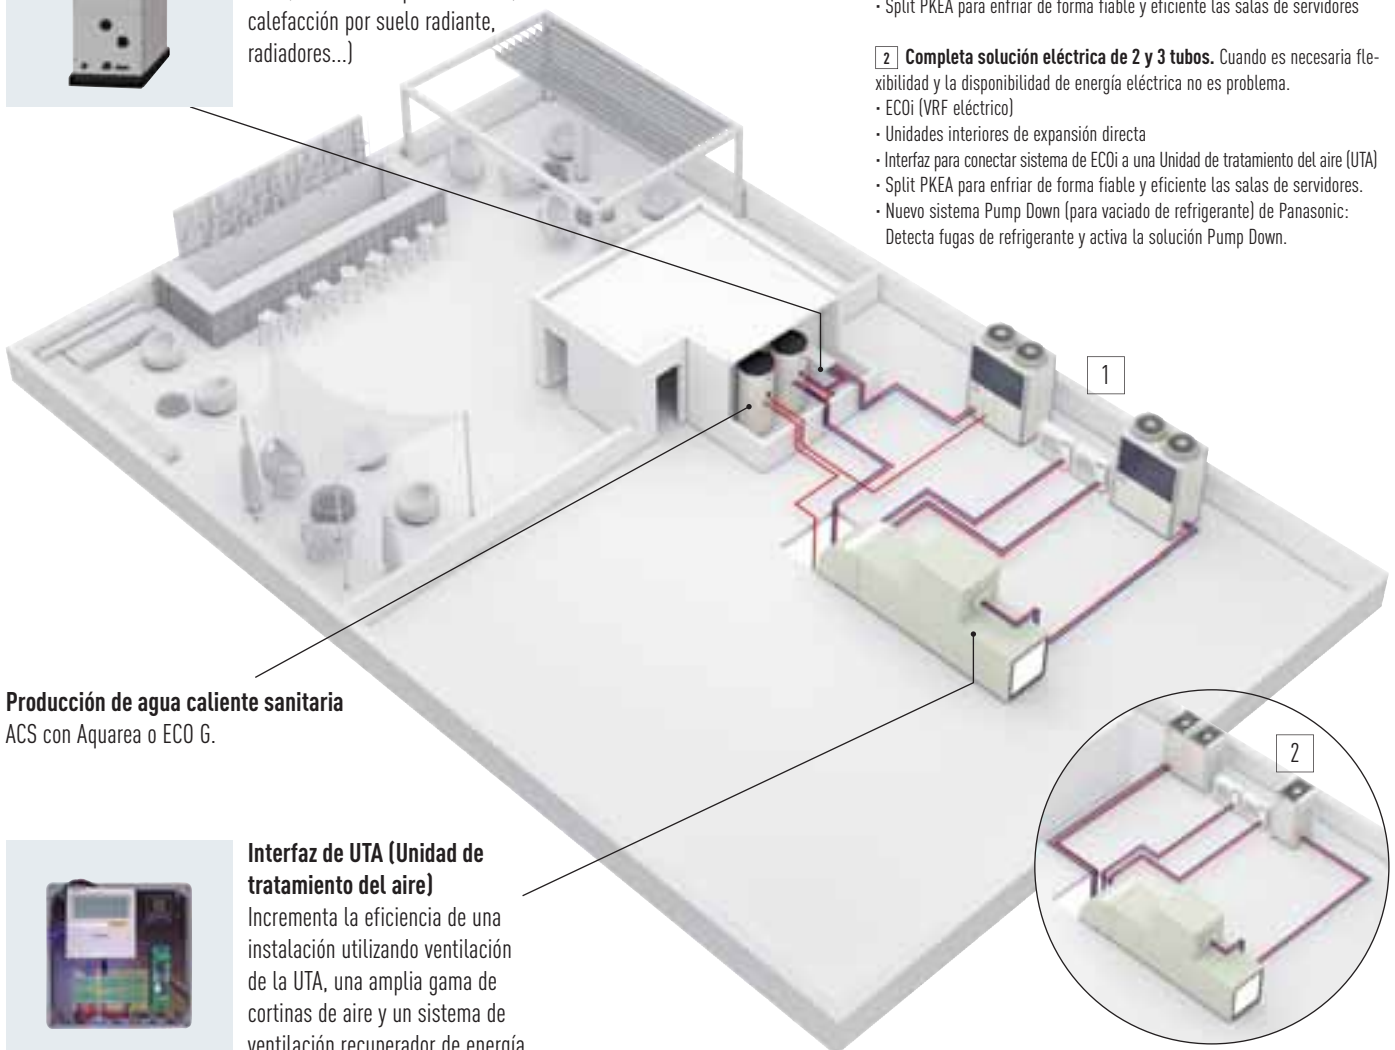 calefacción por suelo radiante,
radiadores...)
· Split PKEA para enfriar de forma fiable y eficiente las salas de servidores
2 Completa solución eléctrica de 2 y 3 tubos. Cuando es necesaria fle-
xibilidad y la disponibilidad de energía eléctrica no es problema.
· ECOi (VRF eléctrico)
· Unidades interiores de expansión directa
· Interfaz para conectar sistema de ECOi a una Unidad de tratamiento del aire (UTA)
· Split PKEA para enfriar de forma fiable y eficiente las salas de servidores.
· Nuevo sistema Pump Down (para vaciado de refrigerante) de Panasonic:
Detecta fugas de refrigerante y activa la solución Pump Down.
1
Producción de agua caliente sanitaria
ACS con Aquarea o ECO G.
2
Interfaz de UTA (Unidad de
tratamiento del aire)
Incrementa la eficiencia de una
instalación utilizando ventilación
de la UTA, una amplia gama de
cortinas de aire y un sistema de
ventilación recuperador de energía